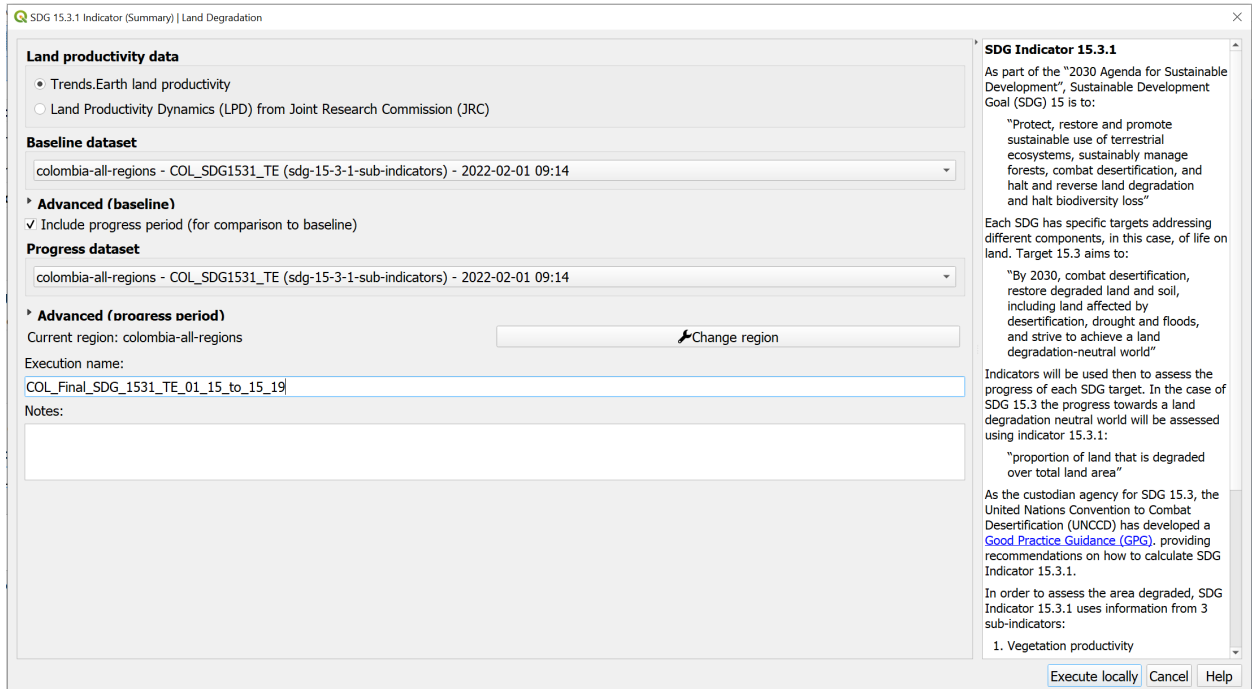 SDG 15.3.1 Indicator (Summary) | Land Degradation
Land productivity data
Trends.Earth land productivity
Land Productivity Dynamics (LPD) from Joint Research Commission (JRC)
Baseline dataset
colombia-all-regions - COL_SDG1531_TE (sdg-15-3-1-sub-indicators) - 2022-02-01 09:14
Advanced (baseline)
Include progress period (for comparison to baseline)
Progress dataset
colombia-all-regions - COL_SDG1531_TE (sdg-15-3-1-sub-indicators) - 2022-02-01 09:14
Advanced (progress period)
Current region: colombia-all-regions
Change region
Execution name:
COL_Final_SDG_1531_TE_01_15_to_15_19
Notes:
SDG Indicator 15.3.1
As part of the “2030 Agenda for Sustainable
Development”, Sustainable Development
Goal (SDG) 15 is to:
“Protect, restore and promote
sustainable use of terrestrial
ecosystems, sustainably manage
forests, combat desertification, and
halt and reverse land degradation
and halt biodiversity loss”
Each SDG has specific targets addressing
different components, in this case, of life on
land. Target 15.3 aims to:
“By 2030, combat desertification,
restore degraded land and soil,
including land affected by
desertification, drought and floods,
and strive to achieve a land
degradation-neutral world”
Indicators will be used then to assess the
progress of each SDG target. In the case of
SDG 15.3 the progress towards a land
degradation neutral world will be assessed
using indicator 15.3.1:
“proportion of land that is degraded
over total land area”
As the custodian agency for SDG 15.3, the
United Nations Convention to Combat
Desertification (UNCCD) has developed a
Good Practice Guidance (GPG). providing
recommendations on how to calculate SDG
Indicator 15.3.1.
In order to assess the area degraded, SDG
Indicator 15.3.1 uses information from 3
sub-indicators:
1. Vegetation productivity
Execute locally
Cancel
Help